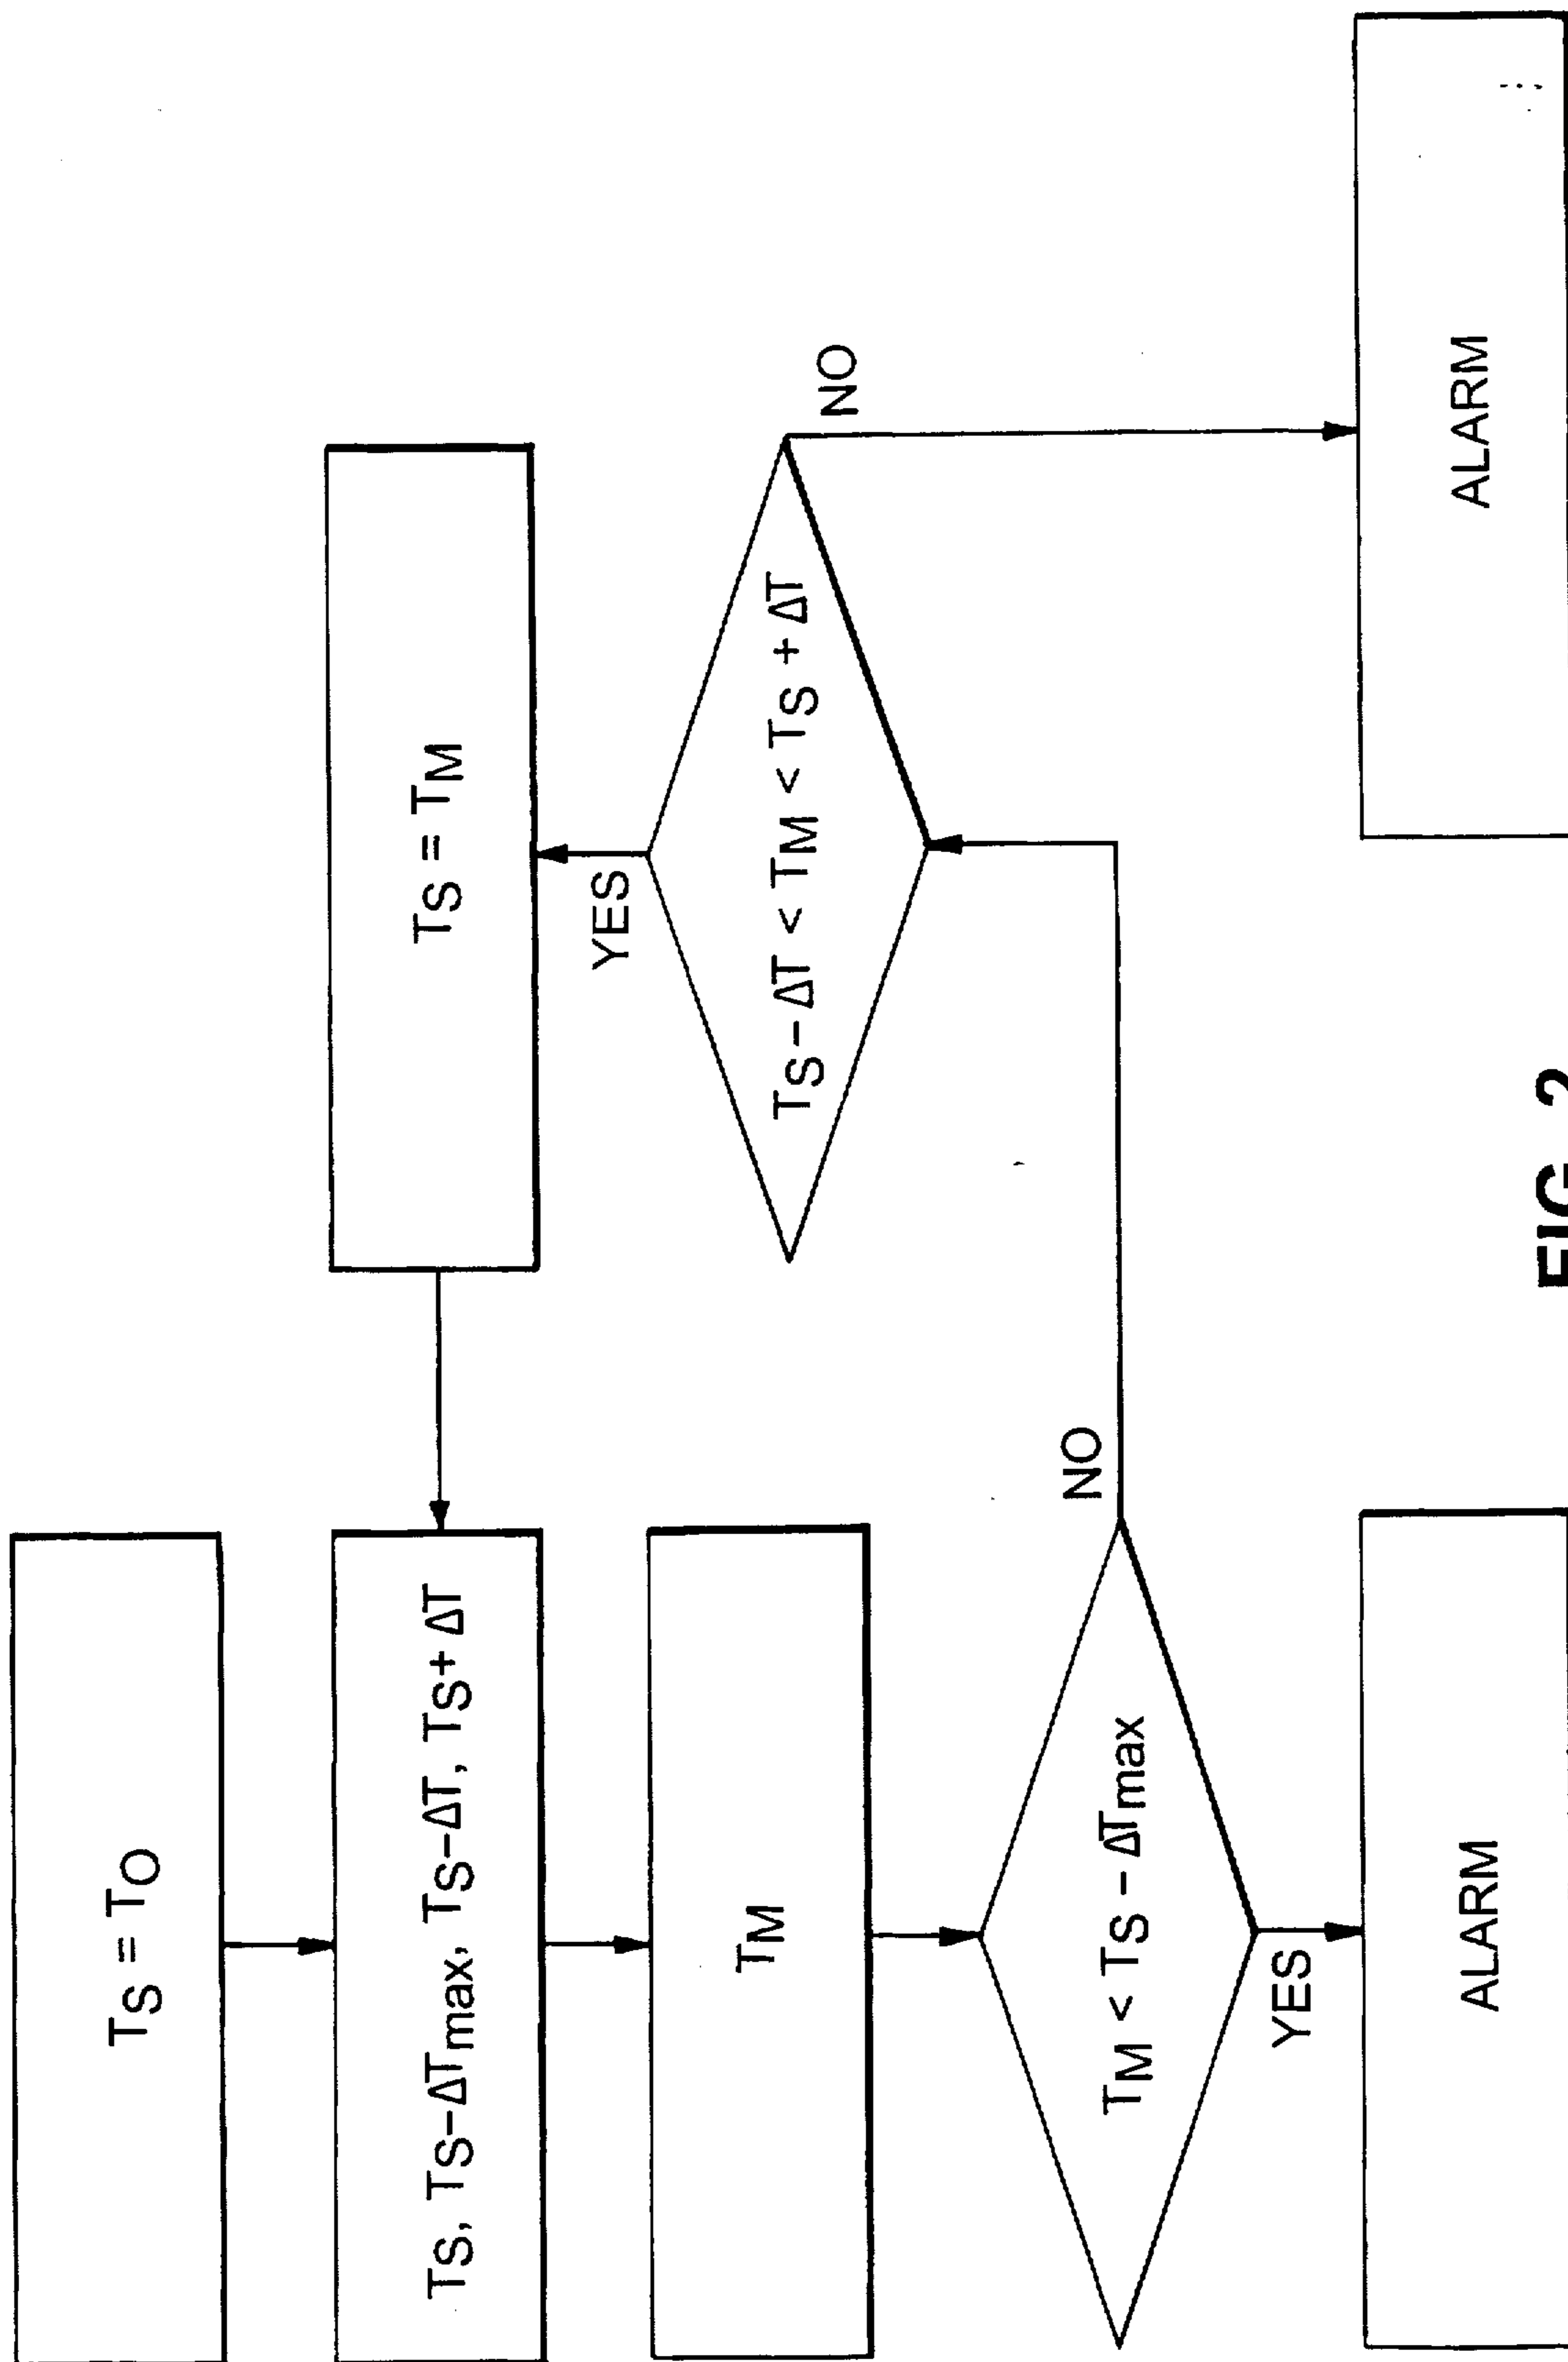 TS = TO
TS, TS-ΔTmax, TS-ΔT, TS+ΔT
TM
TM < TS - ΔTmax
YES
NO
ALARM
TS = TM
YES
TS - ΔT < TM < TS + ΔT
NO
ALARM
FIG. 2